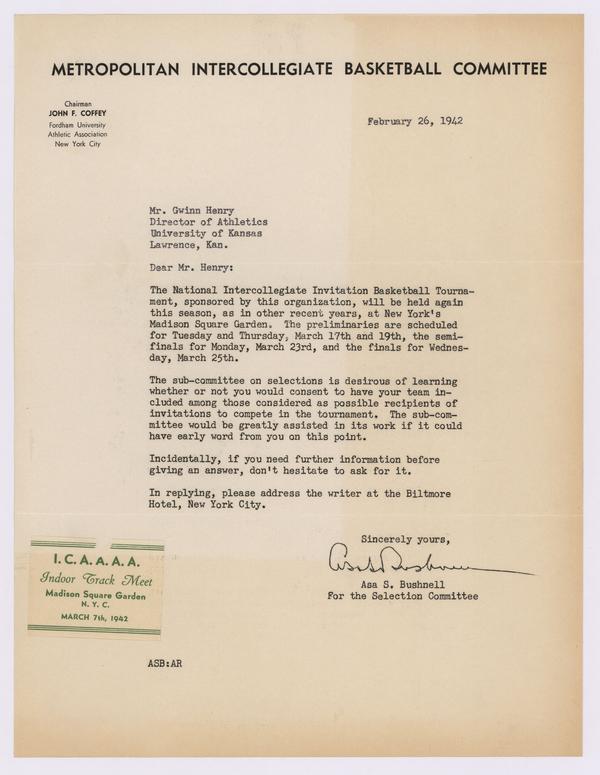 METROPOLITAN INTERCOLLEGIATE BASKETBALL COMMITTEE
Chairman
JOHN F. COFFEY
Fordham University
Athletic Association
New York City
February 26, 1942
Mr. Gwinn Henry
Director of Athletics
University of Kansas
Lawrence, Kan.
Dear Mr. Henry:
The National Intercollegiate Invitation Basketball Tourna-
ment, sponsored by this organization, will be held again
this season, as in other recent years, at New York's
Madison Square Garden. The preliminaries are scheduled
for Tuesday and Thursday, March 17th and 19th, the semi-
finals for Monday, March 23rd, and the finals for Wednes-
day, March 25th.
The sub-committee on selections is desirous of learning
whether or not you would consent to have your team in-
cluded among those considered as possible recipients of
invitations to compete in the tournament. The sub-com-
mittee would be greatly assisted in its work if it could
have early word from you on this point.
Incidentally, if you need further information before
giving an answer, don't hesitate to ask for it.
In replying, please address the writer at the Biltmore
Hotel, New York City.
Sincerely yours,
Asa S. Bushnell
Asa S. Bushnell
For the Selection Committee
I. C. A. A. A. A.
Indoor Track Meet
Madison Square Garden
N. Y. C.
MARCH 7th, 1942
ASB:AR